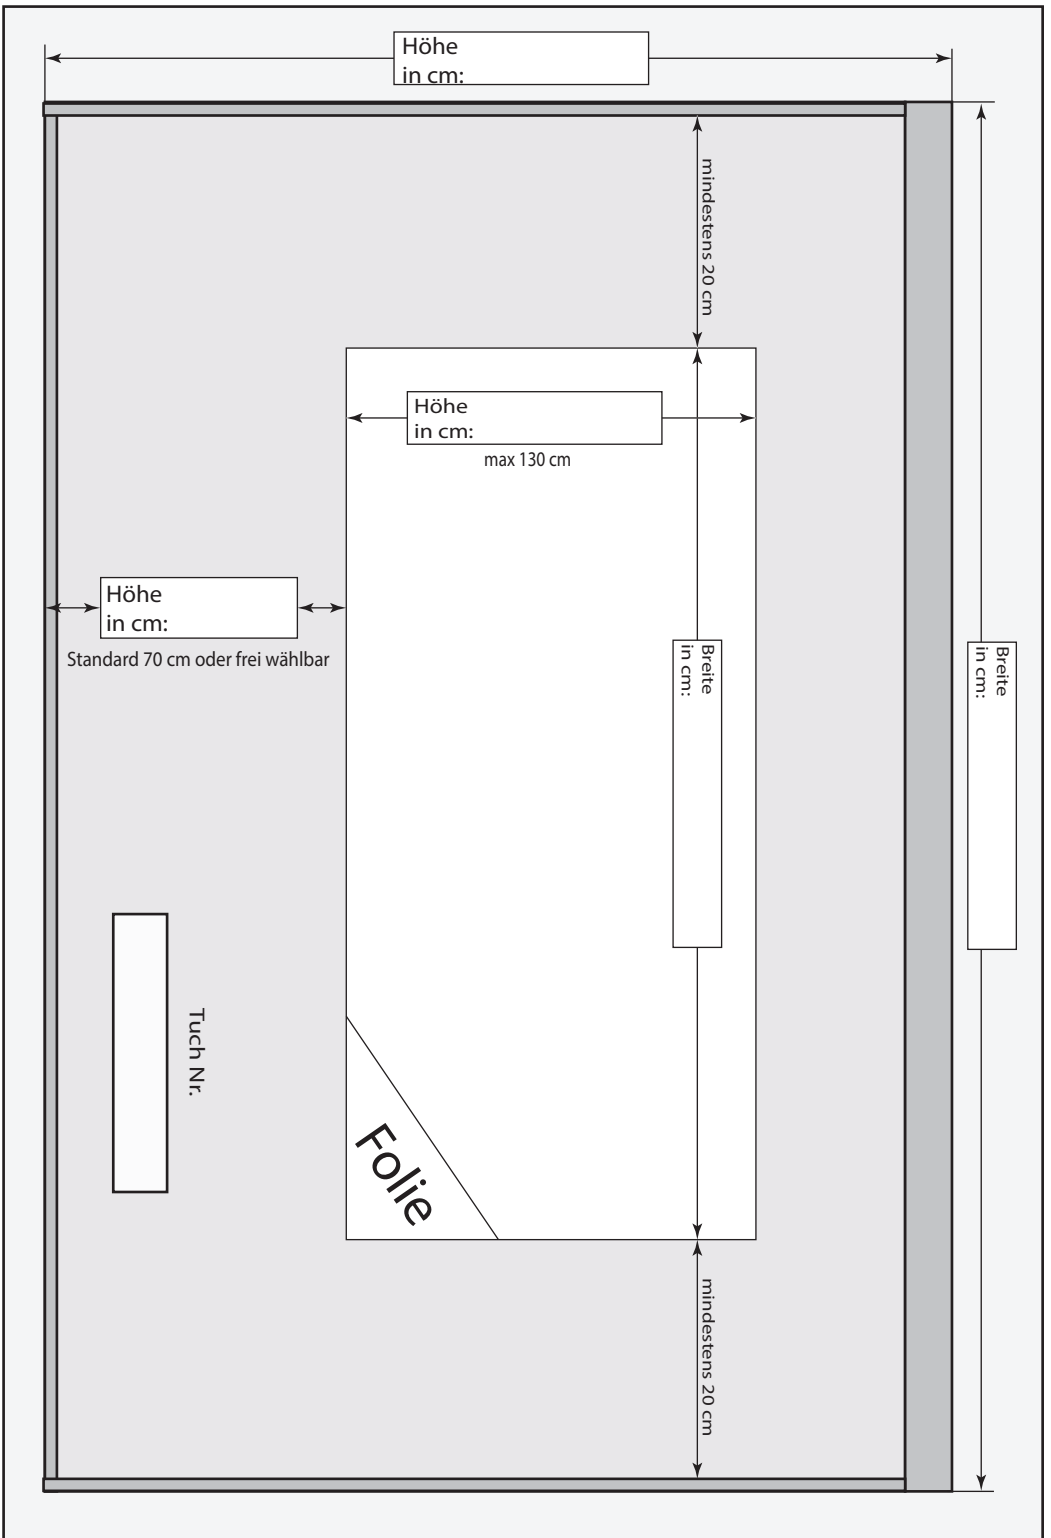 Höhe
in cm:
mindestens 20 cm
Höhe
in cm:
max 130 cm
Höhe
in cm:
Standard 70 cm oder frei wählbar
Breite
in cm:
Breite
in cm:
Tuch Nr.
Folie
mindestens 20 cm